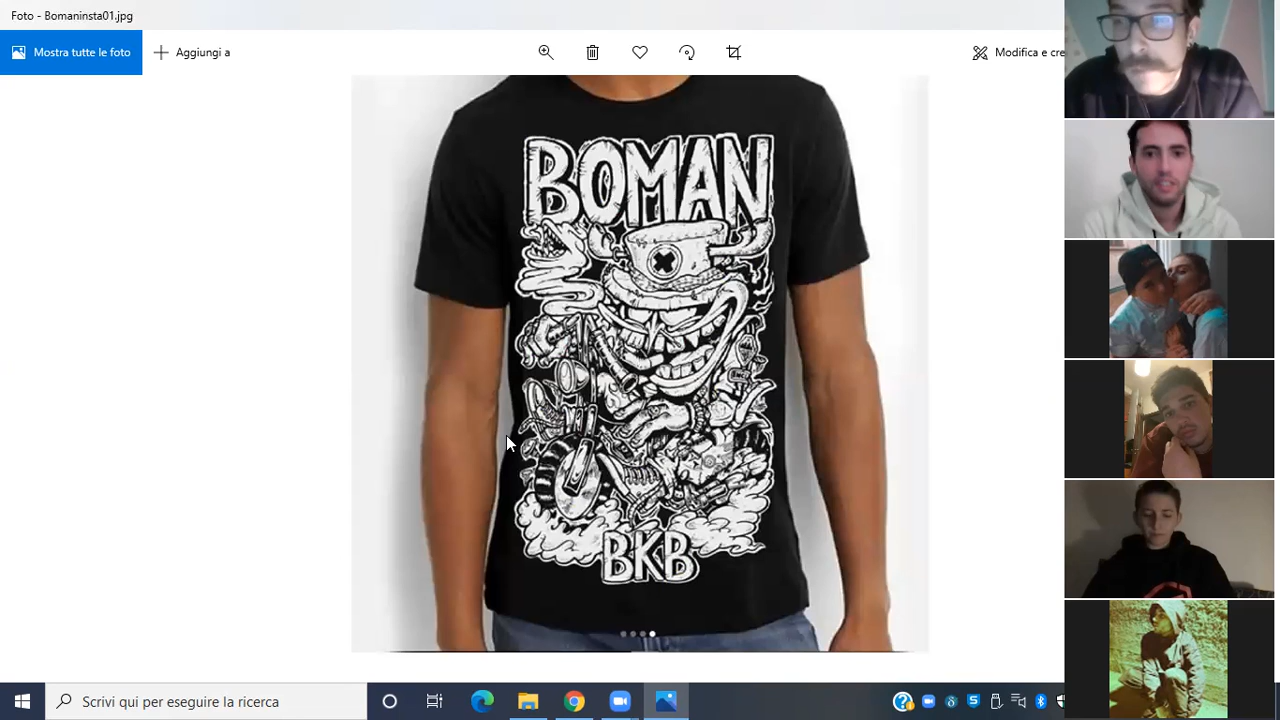 Foto - Bomaninsta01.jpg
Mostra tutte le foto
Aggiungi a
Modifica e cre
BOMAN
BKB
Scrivi qui per eseguire la ricerca